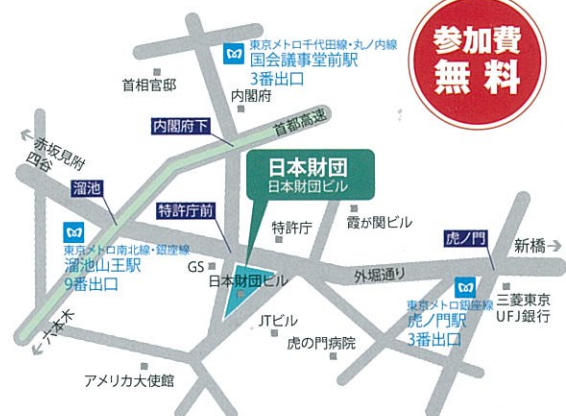 参加費
無料
東京メトロ千代田線・丸ノ内線
国会議事堂前駅
3番出口
首相官邸
内閣府
内閣府下
首都高速
赤坂見附
四谷
日本財団
日本財団ビル
溜池
特許庁前
特許庁
霞が関ビル
虎ノ門
新橋
東京メトロ南北線・銀座線
溜池山王駅
9番出口
GS
日本財団ビル
外堀通り
東京メトロ銀座線
虎ノ門駅
3番出口
三菱東京
UFJ銀行
JTビル
虎の門病院
六本木
アメリカ大使館